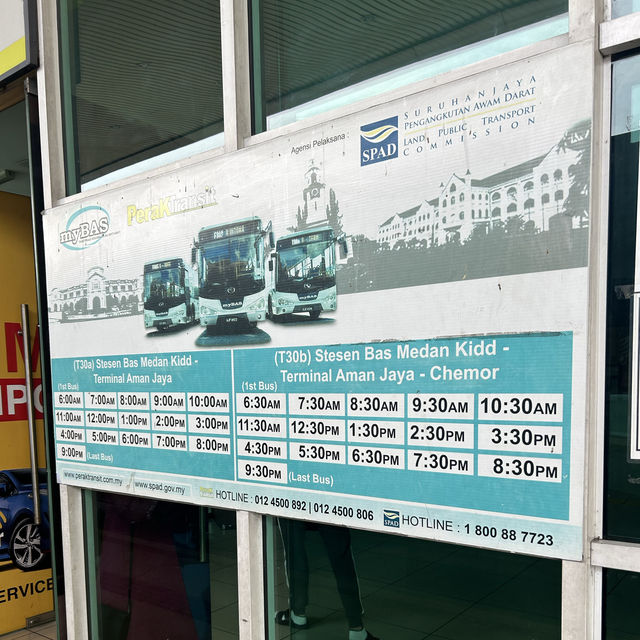 SURUHANJAYA
PENGANGKUTAN AWAM DARAT
LAND PUBLIC TRANSPORT
COMMISSION
SPAD
Agensi Pelaksana :
myBAS
PeraKtransit
myBAS
(T30a) Stesen Bas Medan Kidd -
Terminal Aman Jaya
(1st Bus)
6:00AM 7:00AM 8:00AM 9:00AM 10:00AM
11:00AM 12:00PM 1:00PM 2:00PM 3:00PM
4:00PM 5:00PM 6:00PM 7:00PM 8:00PM
9:00PM (Last Bus)
(T30b) Stesen Bas Medan Kidd -
Terminal Aman Jaya - Chemor
(1st Bus)
6:30AM 7:30AM 8:30AM 9:30AM 10:30AM
11:30AM 12:30PM 1:30PM 2:30PM 3:30PM
4:30PM 5:30PM 6:30PM 7:30PM 8:30PM
9:30PM (Last Bus)
www.peraktransit.com.my www.spad.gov.my HOTLINE : 012 4500 892 | 012 4500 806 SPAD HOTLINE : 1 800 88 7723
ERVICE